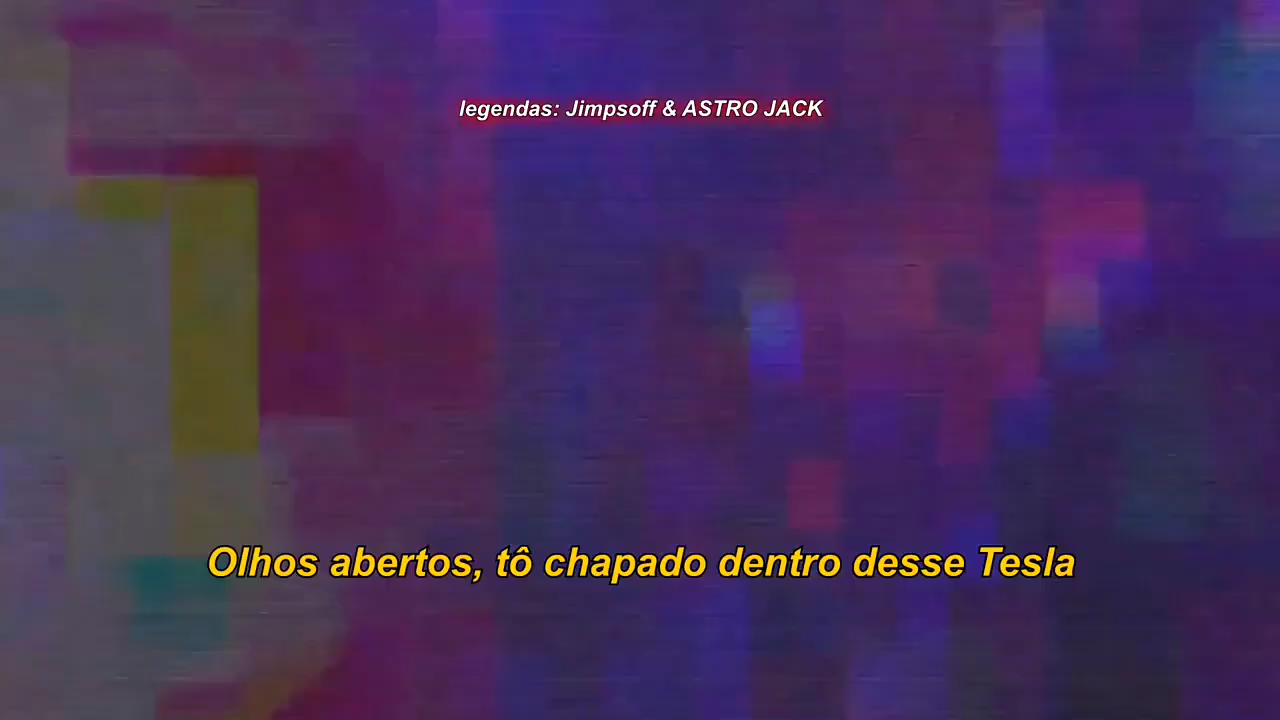 legendas: Jimpsoff & ASTRO JACK
Olhos abertos, tô chapado dentro desse Tesla